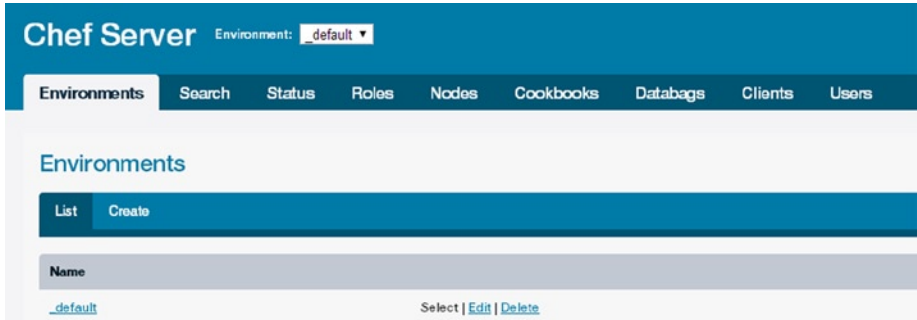 Chef Server Environment: _default
Environments Search Status Roles Nodes Cookbooks Databags Clients Users
Environments
List Create
Name
_default Select | Edit | Delete